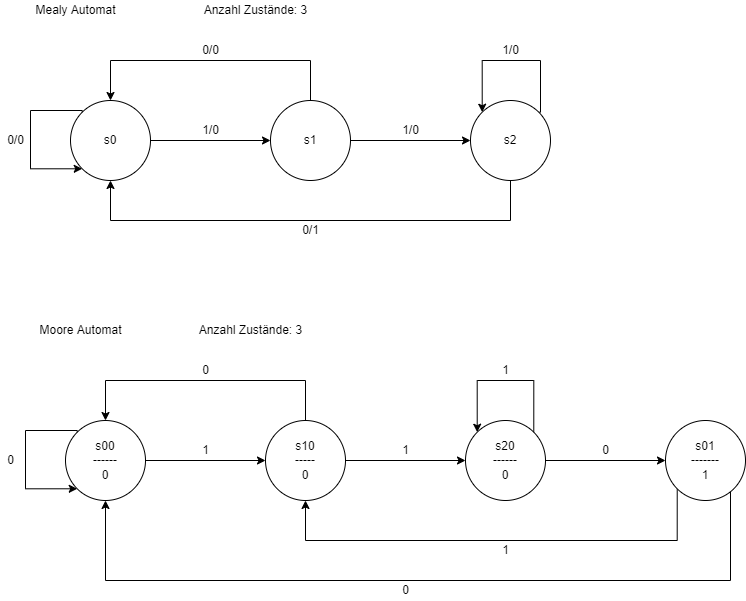 Mealy Automat Anzahl Zustände: 3
0/0
1/0
0/0
s0
1/0
s1
1/0
s2
0/1
Moore Automat Anzahl Zustände: 3
0
1
0
s00
------
0
1
s10
-----
0
1
s20
------
0
0
s01
-------
1
1
0